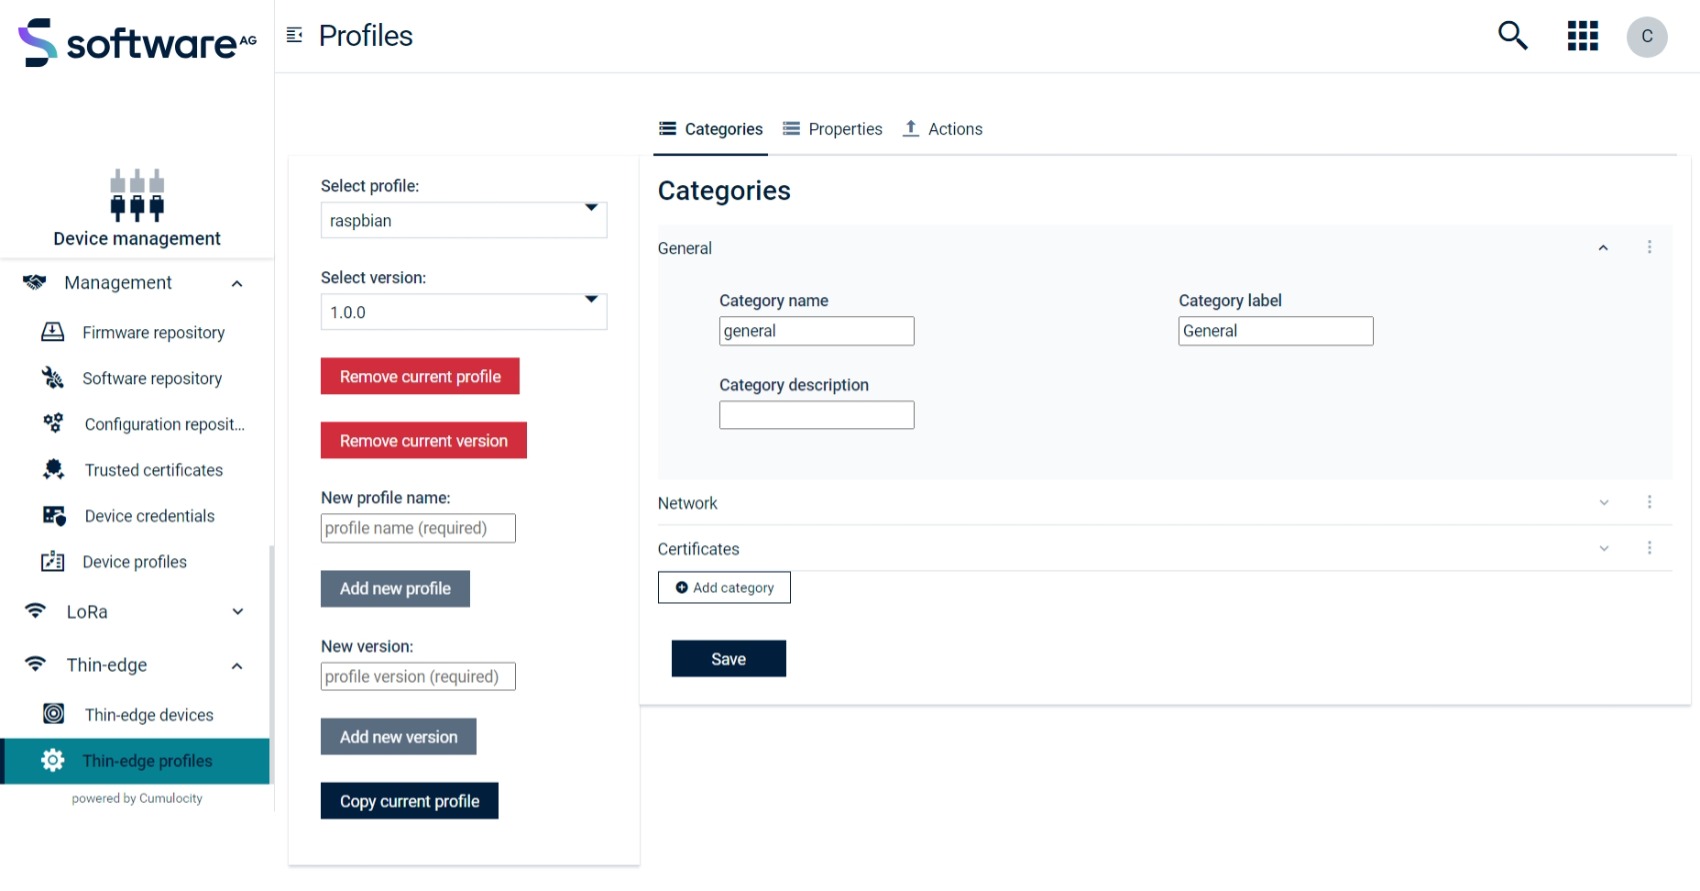 software AG
Profiles
C
Device management
Management
Firmware repository
Software repository
Configuration reposit...
Trusted certificates
Device credentials
Device profiles
LoRa
Thin-edge
Thin-edge devices
Thin-edge profiles
powered by Cumulocity
Select profile:
raspbian
Select version:
1.0.0
Remove current profile
Remove current version
New profile name:
profile name (required)
Add new profile
New version:
profile version (required)
Add new version
Copy current profile
Categories Properties Actions
Categories
General
Category name Category label
general General
Category description
Network
Certificates
Add category
Save